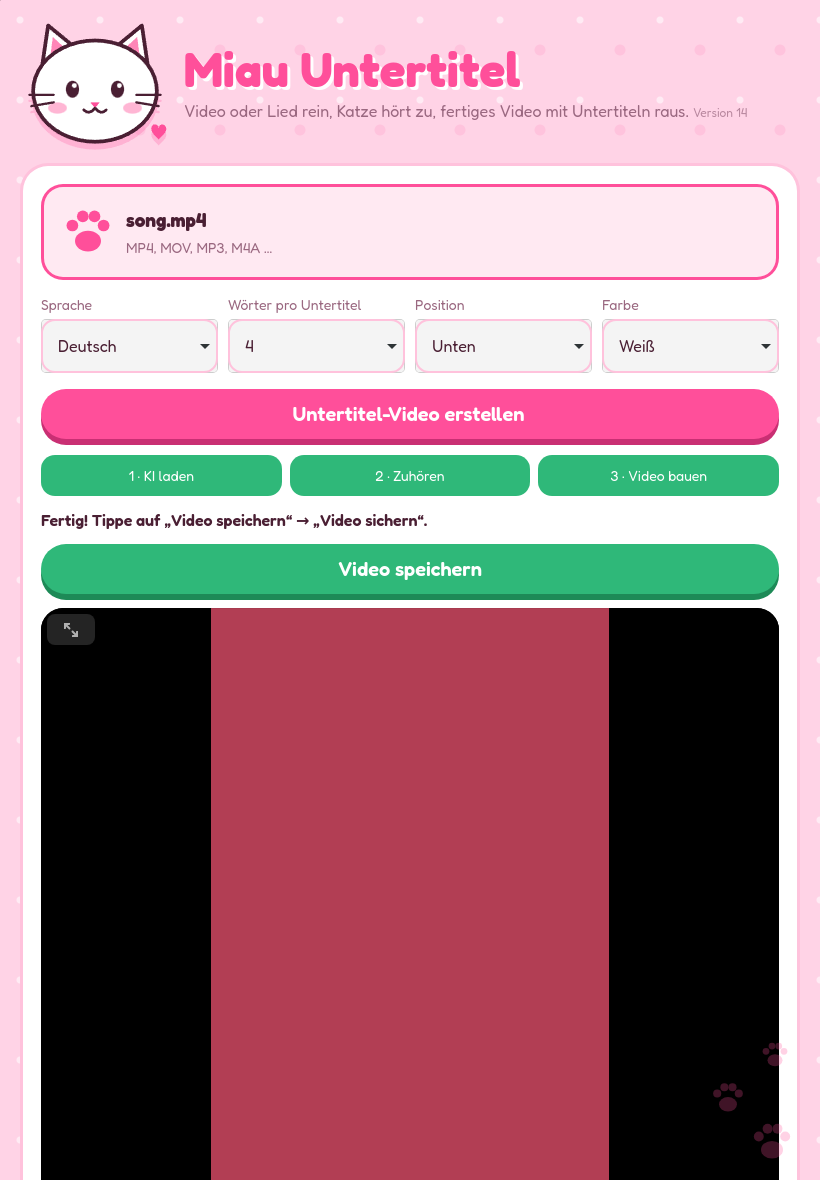 Miau Untertitel
Video oder Lied rein, Katze hört zu, fertiges Video mit Untertiteln raus. Version 14
song.mp4
MP4, MOV, MP3, M4A ...
Sprache
Wörter pro Untertitel
Position
Farbe
Deutsch
4
Unten
Weiß
Untertitel-Video erstellen
1 · KI laden
2 · Zuhören
3 · Video bauen
Fertig! Tippe auf „Video speichern“ → „Video sichern“.
Video speichern